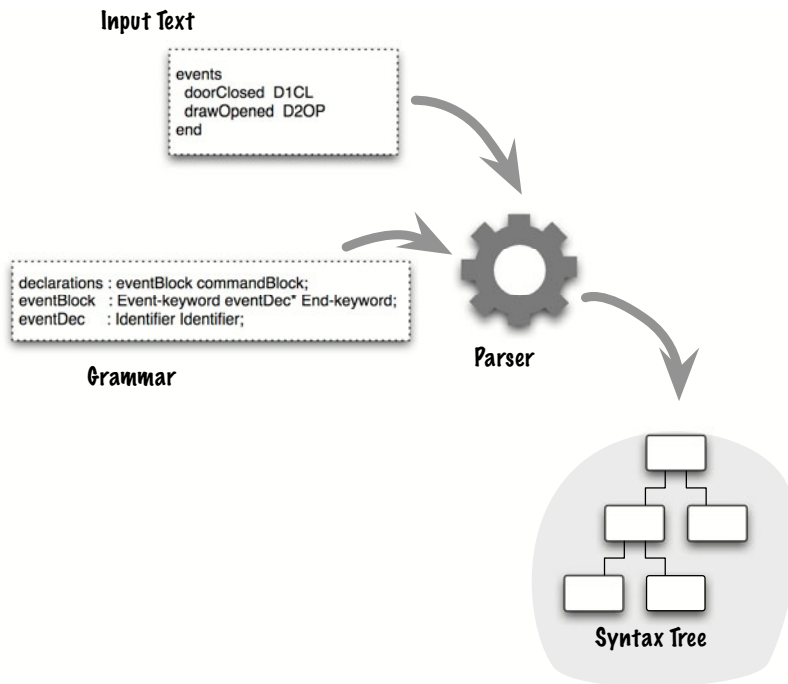 Input Text
events
doorClosed D1CL
drawOpened D2OP
end
declarations : eventBlock commandBlock;
eventBlock : Event-keyword eventDec* End-keyword;
eventDec : Identifier Identifier;
Grammar
Parser
Syntax Tree